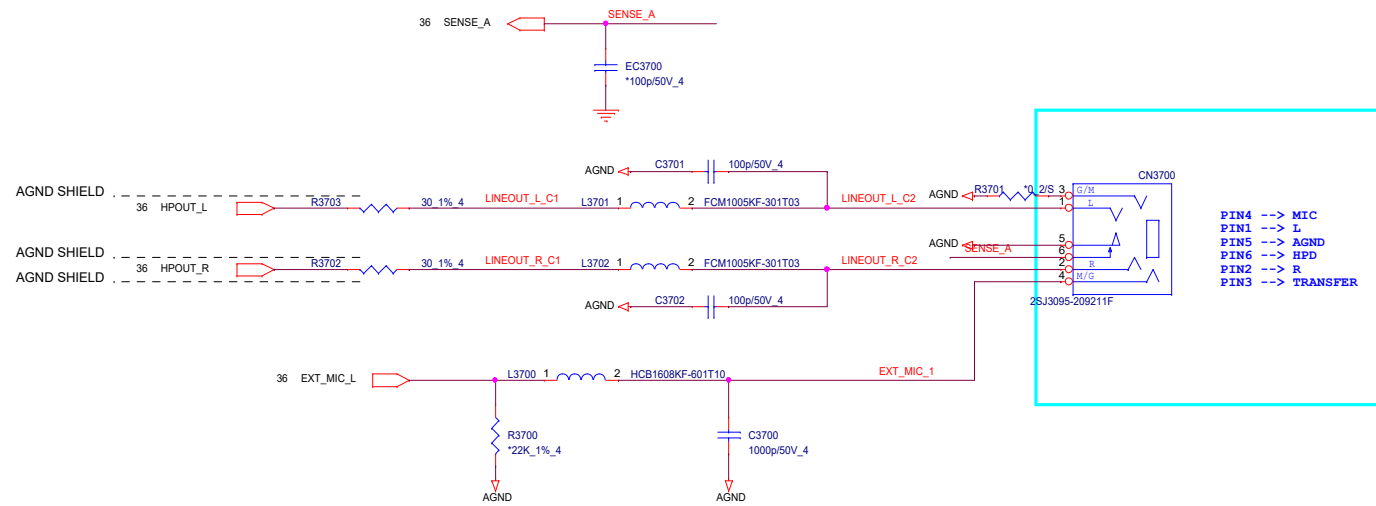 36 SENSE_A
SENSE_A
EC3700
*100p/50V_4
AGND
C3701
100p/50V_4
AGND SHIELD
36 HPOUT_L
R3703
30_1%_4
LINEOUT_L_C1
L3701
1
2
FCM1005KF-301T03
LINEOUT_L_C2
AGND
R3701
*0_2/S
3
G/M
1
L
CN3700
AGND SHIELD
36 HPOUT_R
AGND SHIELD
R3702
30_1%_4
LINEOUT_R_C1
L3702
1
2
FCM1005KF-301T03
LINEOUT_R_C2
AGND
SENSE_A
5
6
2
R
4
M/G
2SJ3095-209211F
PIN4 --> MIC
PIN1 --> L
PIN5 --> AGND
PIN6 --> HPD
PIN2 --> R
PIN3 --> TRANSFER
AGND
C3702
100p/50V_4
36 EXT_MIC_L
L3700
1
2
HCB1608KF-601T10
EXT_MIC_1
R3700
*22K_1%_4
C3700
1000p/50V_4
AGND
AGND